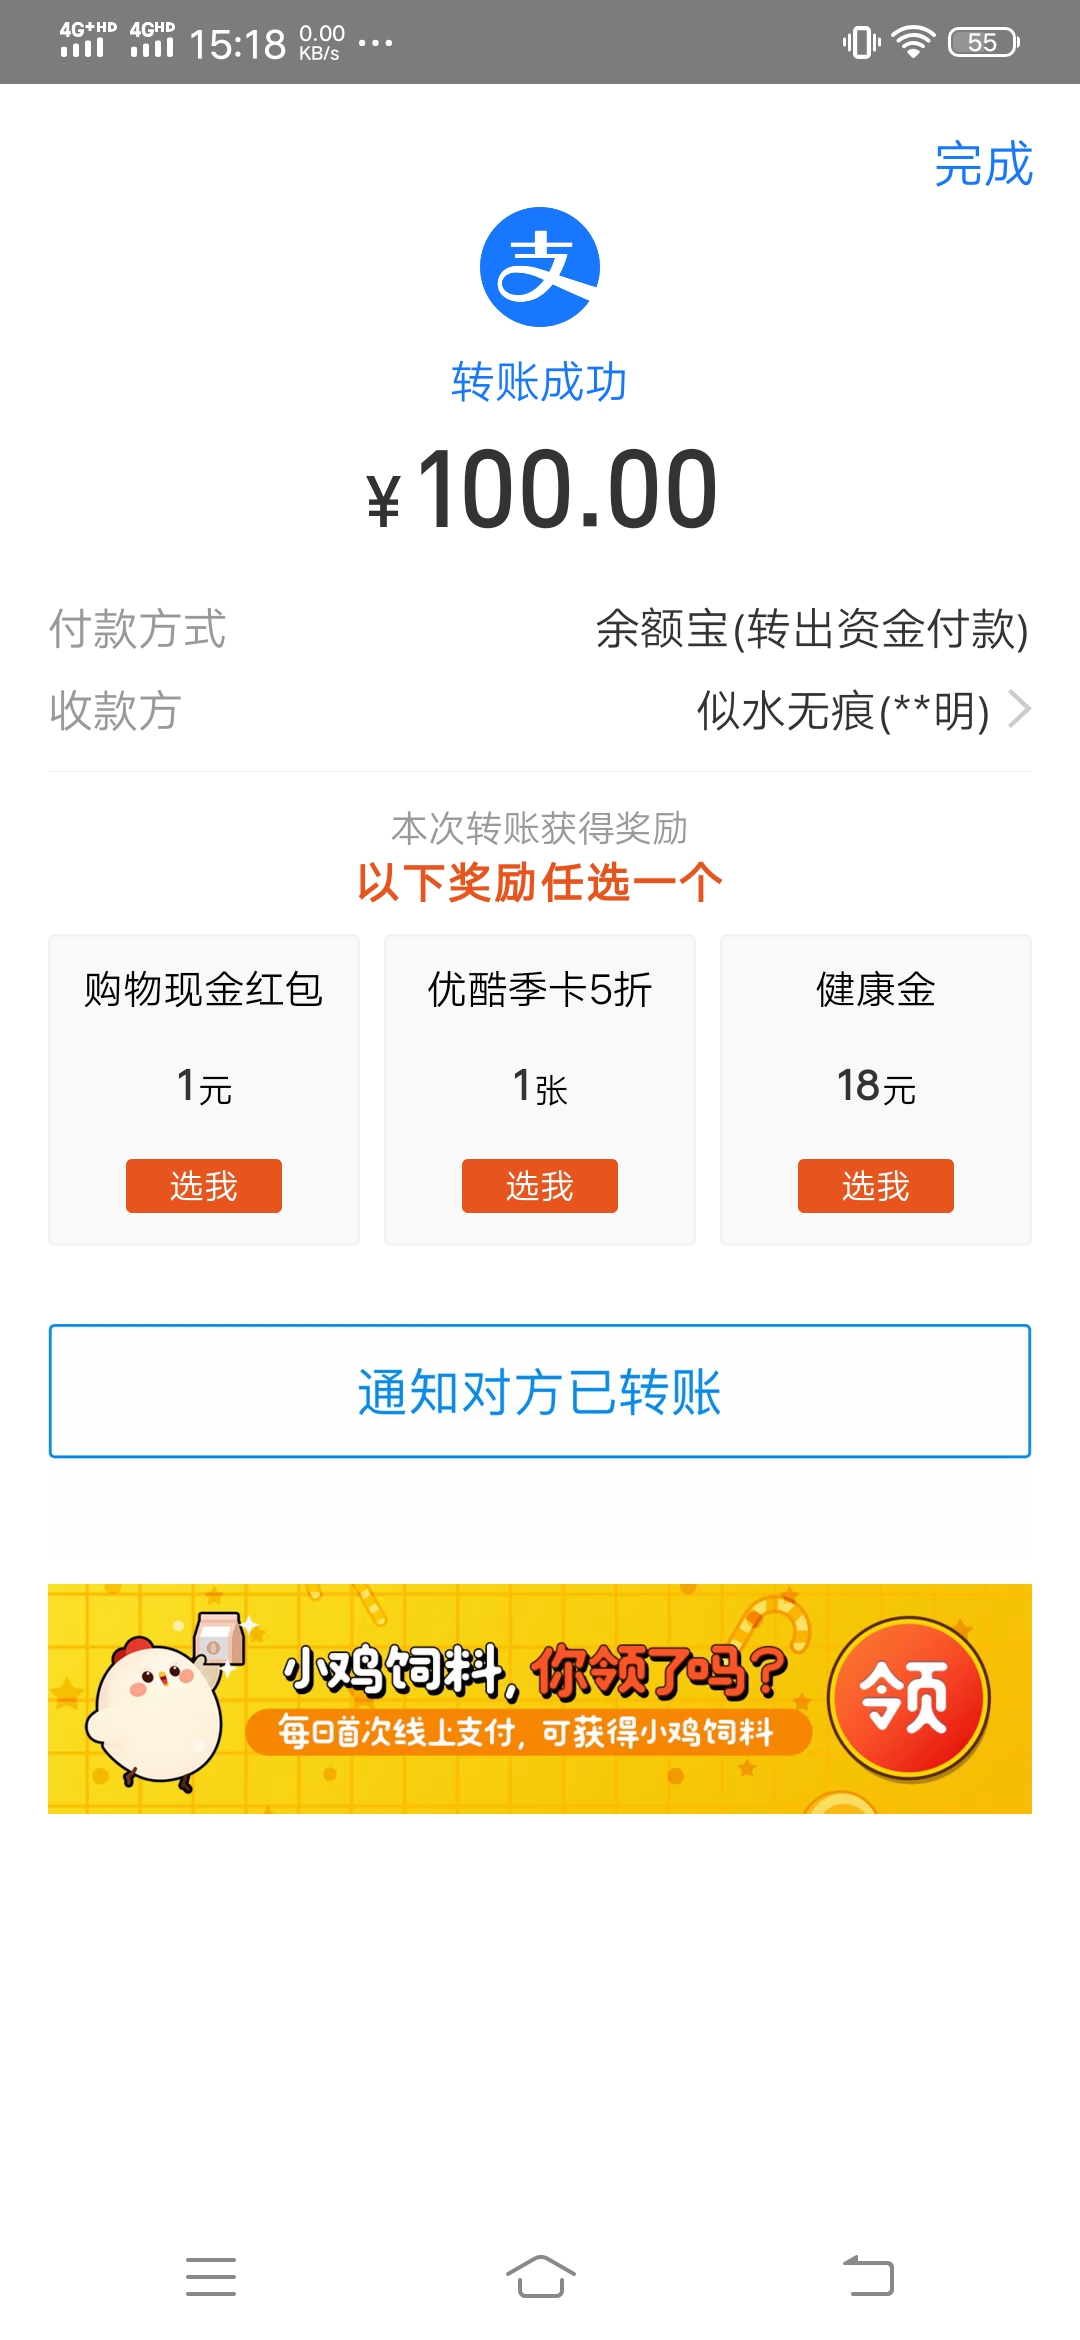 4G+HD 4GHD 15:18 0.00 KB/s ... 55
完成
支
转账成功
¥100.00
付款方式 余额宝(转出资金付款)
收款方 似水无痕(**明)
本次转账获得奖励
以下奖励任选一个
购物现金红包 优酷季卡5折 健康金
1元 1张 18元
选我 选我 选我
通知对方已转账
小鸡饲料,你领了吗?
每日首次线上支付,可获得小鸡饲料
领